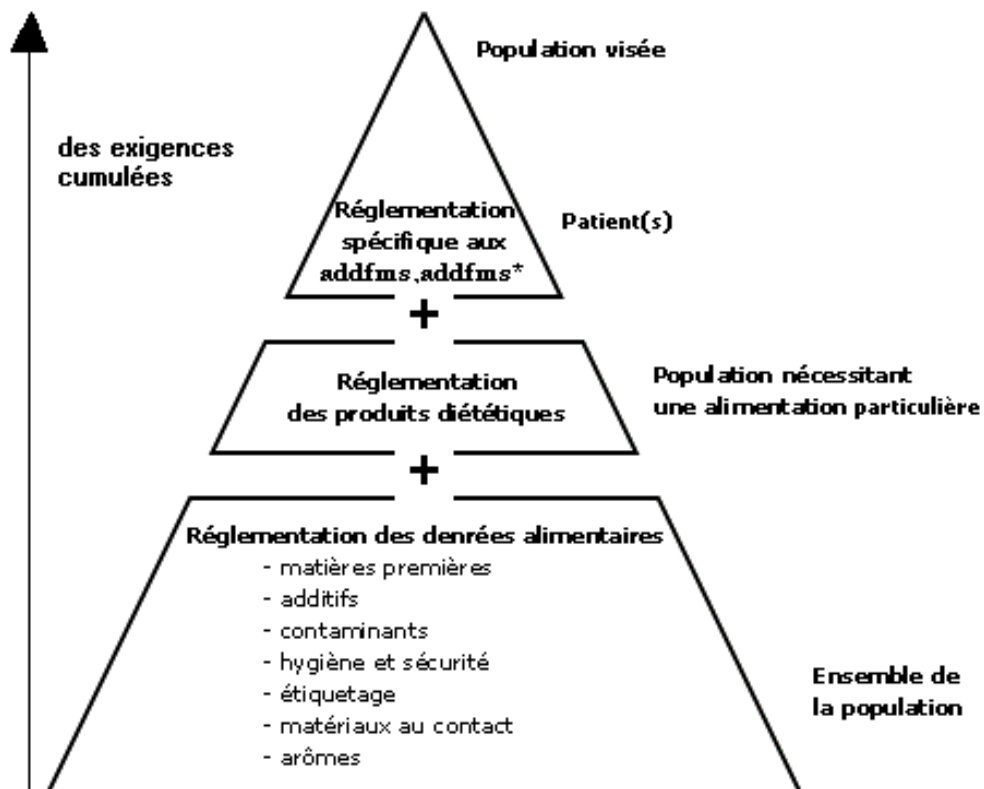 Population visée
des exigences
cumulées
Réglementation
spécifique aux
addfms,addfms*
Patient(s)
+
Réglementation
des produits diététiques
Population nécessitant
une alimentation particulière
+
Réglementation des denrées alimentaires
- matières premières
- additifs
- contaminants
- hygiène et sécurité
- étiquetage
- matériaux au contact
- arômes
Ensemble de
la population